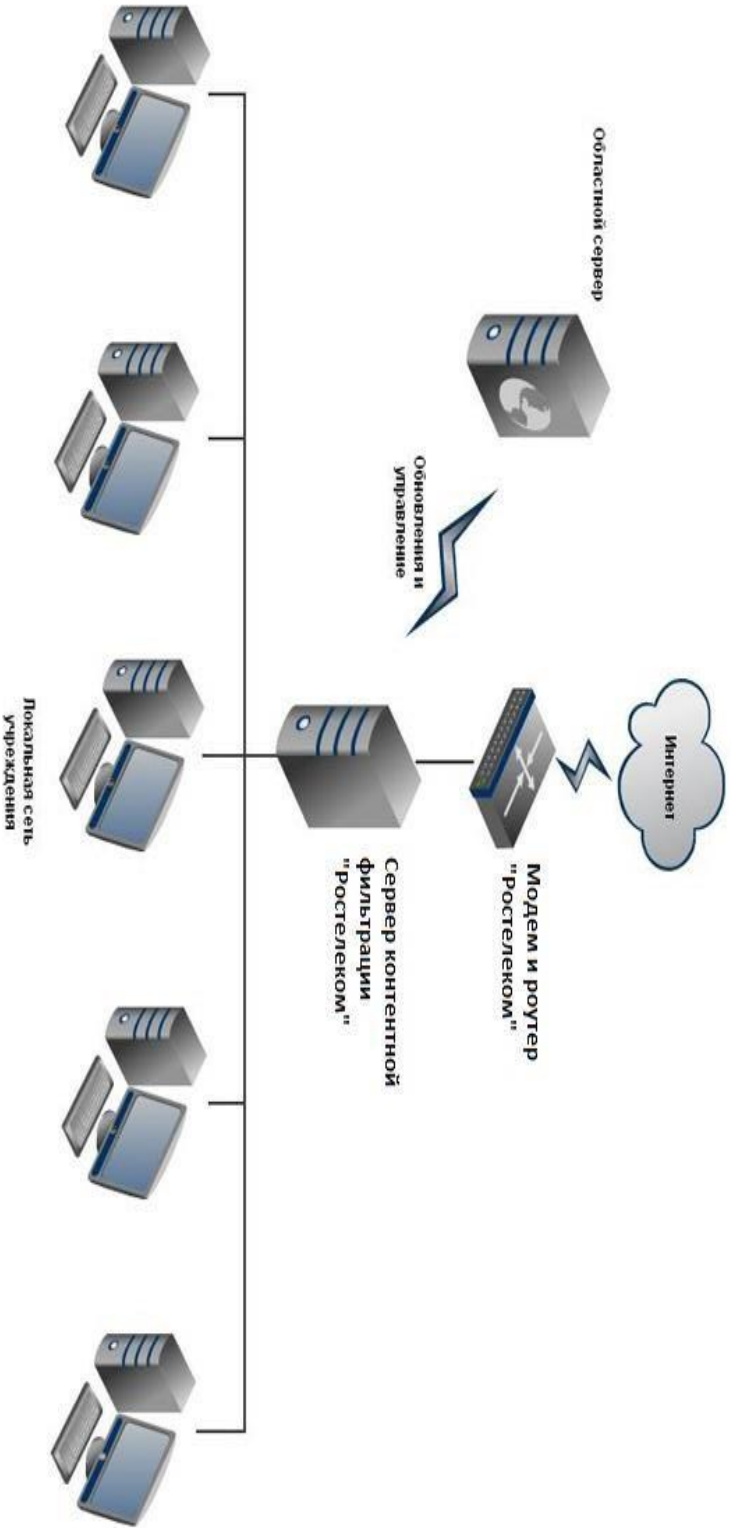 Интернет
Модем и роутер
"Ростелеком"
Областной сервер
Обновления и
управление
Сервер контентной
фильтрации
"Ростелеком"
Локальная сеть
учреждения